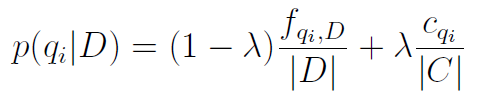 p(q_i|D) = (1 − λ) f_{q_i,D} / |D| + λ c_{q_i} / |C|